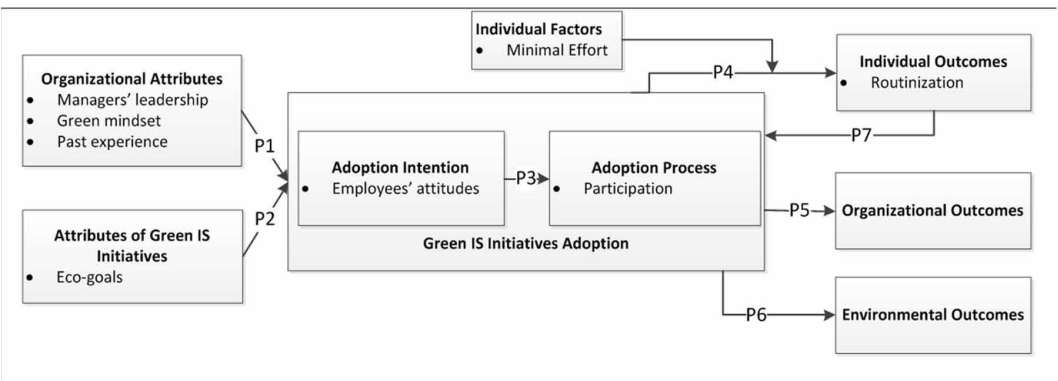 Individual Factors
• Minimal Effort
Organizational Attributes
• Managers’ leadership
• Green mindset
• Past experience
P1
P2
Attributes of Green IS
Initiatives
• Eco-goals
Adoption Intention
• Employees’ attitudes
P3
Adoption Process
• Participation
Green IS Initiatives Adoption
P4
Individual Outcomes
• Routinization
P7
P5
Organizational Outcomes
P6
Environmental Outcomes